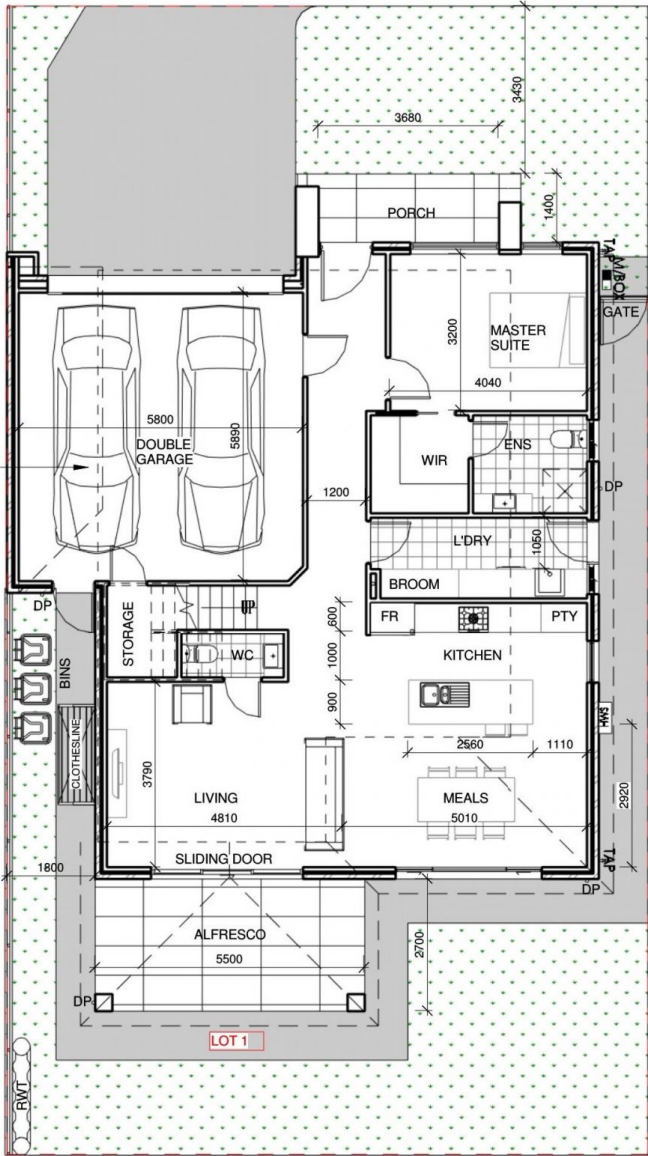 3430
3680
1400
PORCH
TAP
M/BOX
GATE
MASTER
SUITE
3200
4040
5800
5890
DOUBLE
GARAGE
WIR
ENS
1200
DP
L'DRY
1050
BROOM
DP
STORAGE
UP
600
FR
PTY
BINS
WC
1000
KITCHEN
900
CLOTHESLINE
2560
1110
3790
2920
LIVING
MEALS
4810
5010
SLIDING DOOR
TAP
1800
DP
ALFRESCO
5500
2700
DP
LOT 1
RWT